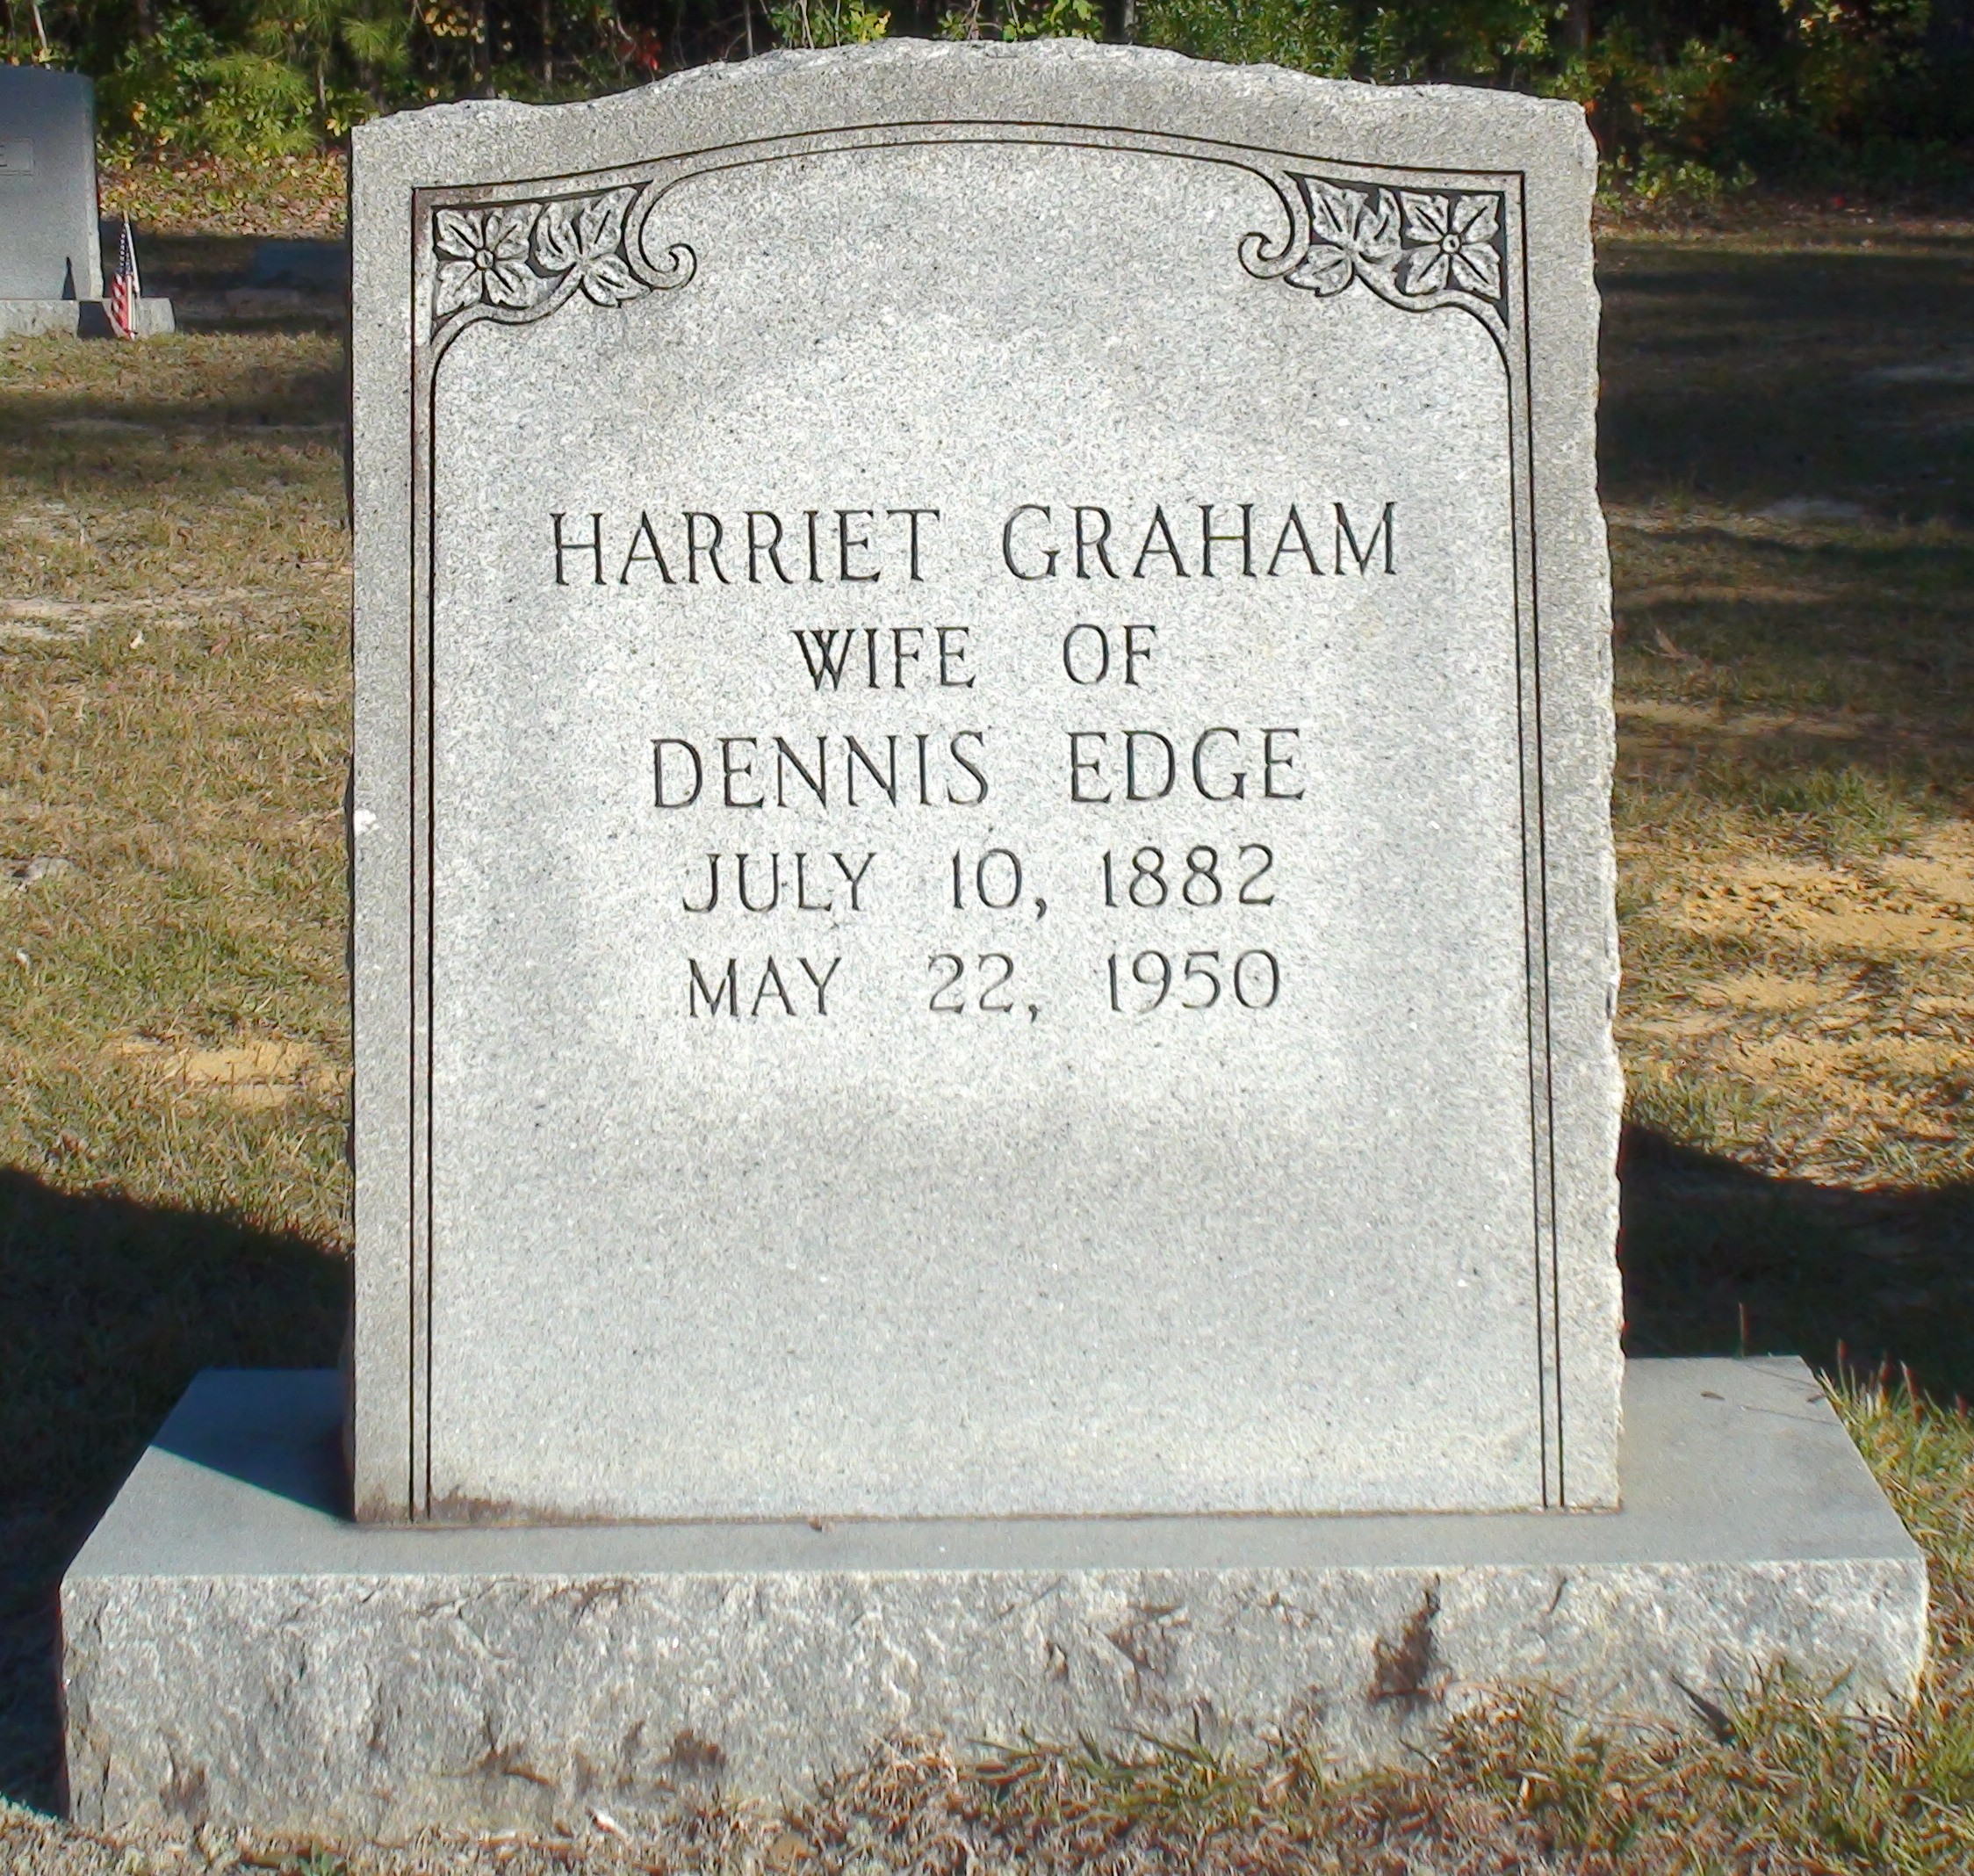 HARRIET GRAHAM
WIFE OF
DENNIS EDGE
JULY 10, 1882
MAY 22, 1950